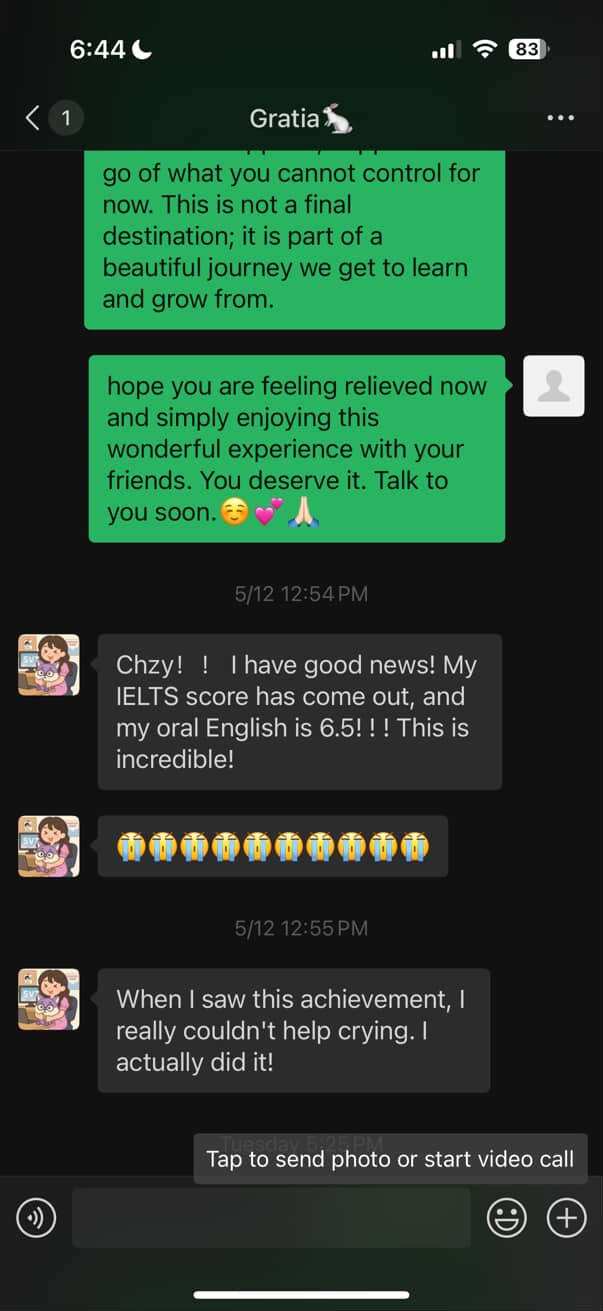 6:44
83
1
Gratia🐇
go of what you cannot control for
now. This is not a final
destination; it is part of a
beautiful journey we get to learn
and grow from.
hope you are feeling relieved now
and simply enjoying this
wonderful experience with your
friends. You deserve it. Talk to
you soon.☺️💕🙏🏻
5/12 12:54 PM
Chzy！！ I have good news! My
IELTS score has come out, and
my oral English is 6.5! ! ! This is
incredible!
😭😭😭😭😭😭😭😭😭😭
5/12 12:55 PM
When I saw this achievement, I
really couldn't help crying. I
actually did it!
Tuesday 5:25 PM
Tap to send photo or start video call